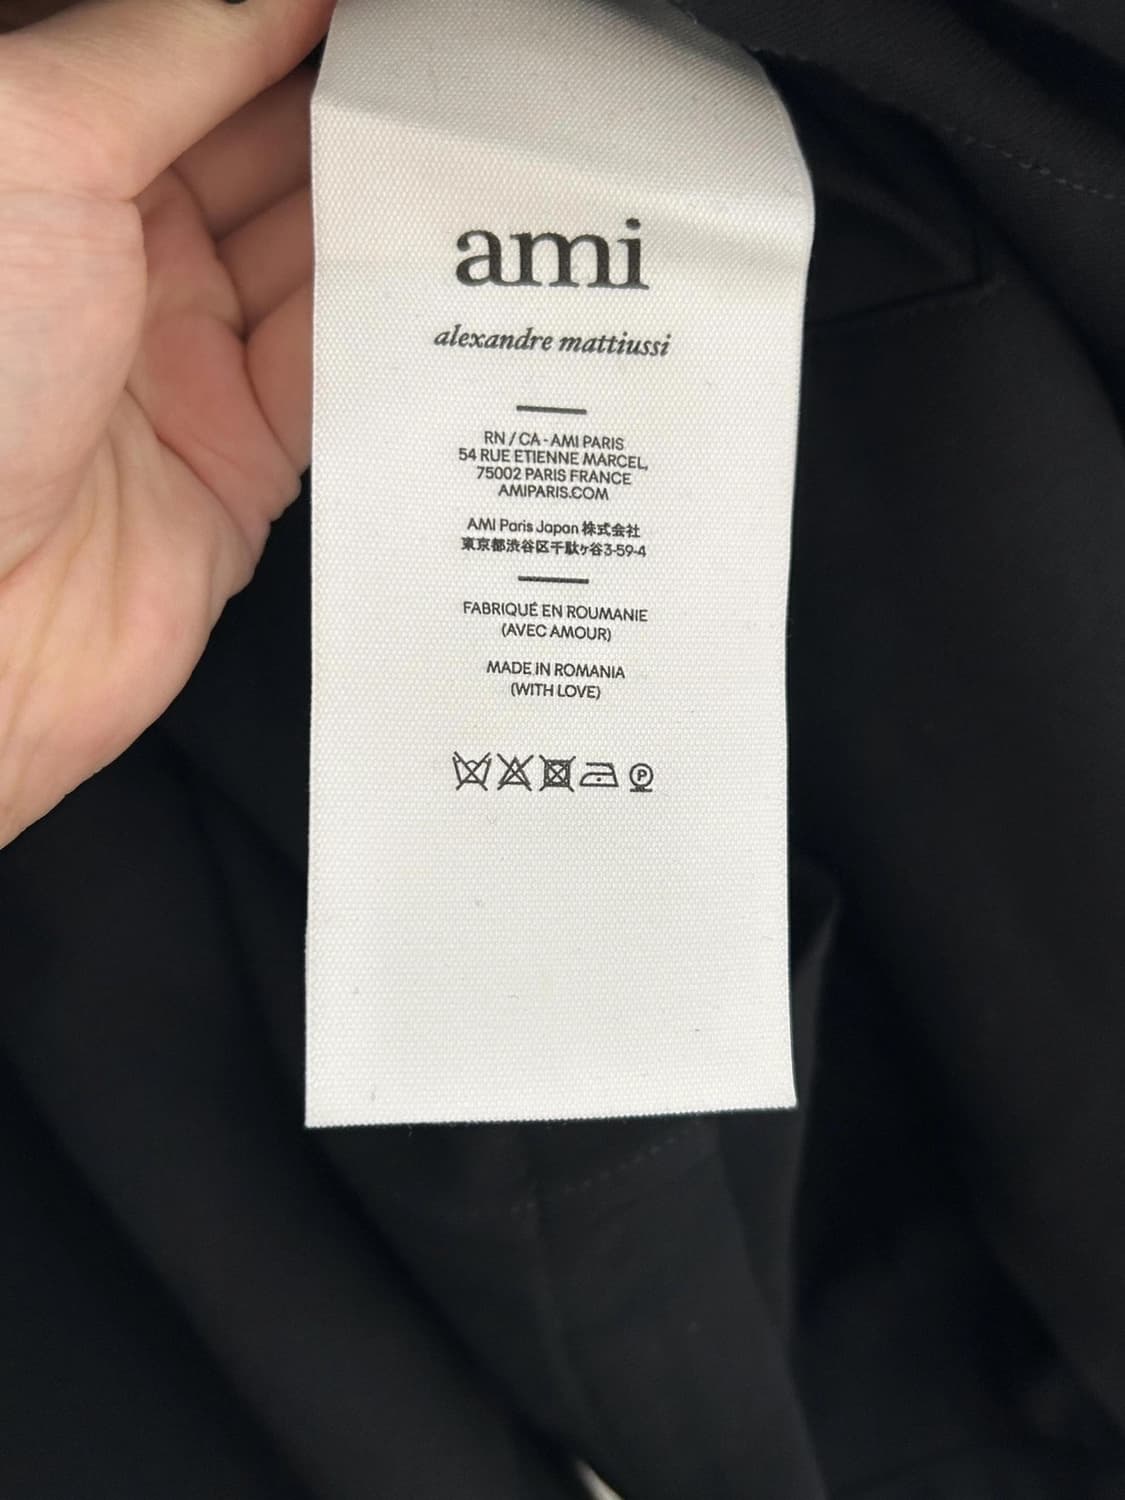 ami
alexandre mattiussi
RN / CA - AMI PARIS
54 RUE ETIENNE MARCEL,
75002 PARIS FRANCE
AMIPARIS.COM
AMI Paris Japan 株式会社
東京都渋谷区千駄ヶ谷3-59-4
FABRIQUÉ EN ROUMANIE
(AVEC AMOUR)
MADE IN ROMANIA
(WITH LOVE)
P